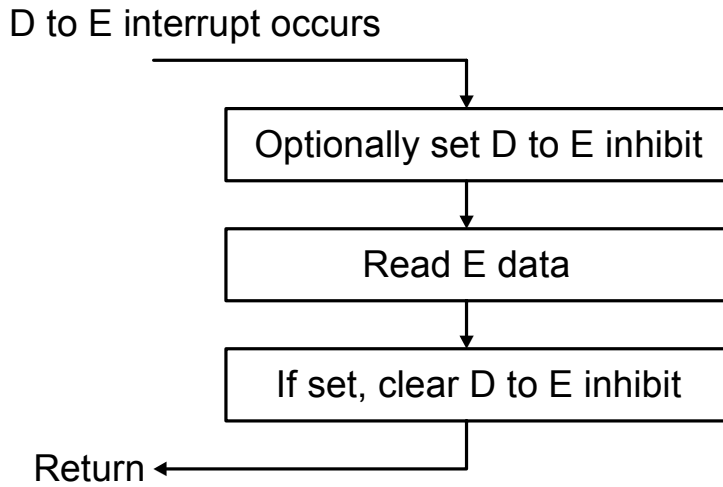 D to E interrupt occurs
Optionally set D to E inhibit
Read E data
If set, clear D to E inhibit
Return